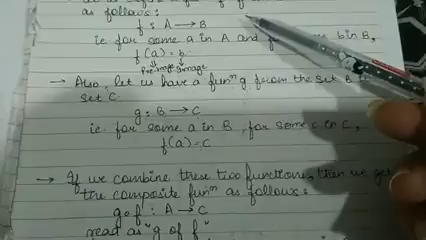 as follows:
f : A → B
ie for some a in A and b in B,
f(a) = b
Pre-image image
→ Also, let us have a funⁿ g from the set B
set C.
g : B → C
ie. for some a in B, for some c in C,
f(a) = C
→ If we combine these two functions, then we get
the composite funⁿ as follows:
gof : A → C
read as "g of f"